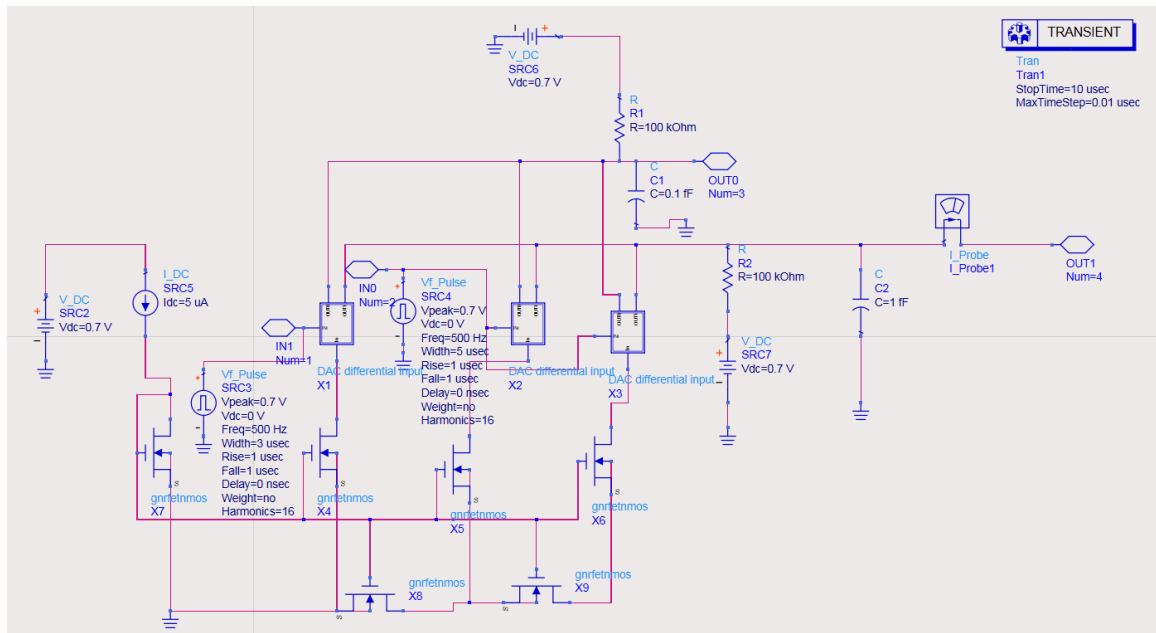 TRANSIENT
Tran
Tran1
StopTime=10 usec
MaxTimeStep=0.01 usec
V_DC
SRC6
Vdc=0.7 V
R
R1
R=100 kOhm
C
C1
C=0.1 fF
OUT0
Num=3
I_Probe
I_Probe1
OUT1
Num=4
R
R2
R=100 kOhm
C
C2
C=1 fF
V_DC
SRC7
Vdc=0.7 V
V_DC
SRC2
Vdc=0.7 V
I_DC
SRC5
Idc=5 uA
IN0
Num=2
IN1
Num=1
Vf_Pulse
SRC4
Vpeak=0.7 V
Vdc=0 V
Freq=500 Hz
Width=5 usec
Rise=1 usec
Fall=1 usec
Delay=0 nsec
Weight=no
Harmonics=16
Vf_Pulse
SRC3
Vpeak=0.7 V
Vdc=0 V
Freq=500 Hz
Width=3 usec
Rise=1 usec
Fall=1 usec
Delay=0 nsec
Weight=no
Harmonics=16
DAC differential input
X1
DAC differential input
X2
DAC differential input
X3
gnrfetnmos
X7
gnrfetnmos
X4
gnrfetnmos
X5
gnrfetnmos
X6
gnrfetnmos
X8
gnrfetnmos
X9